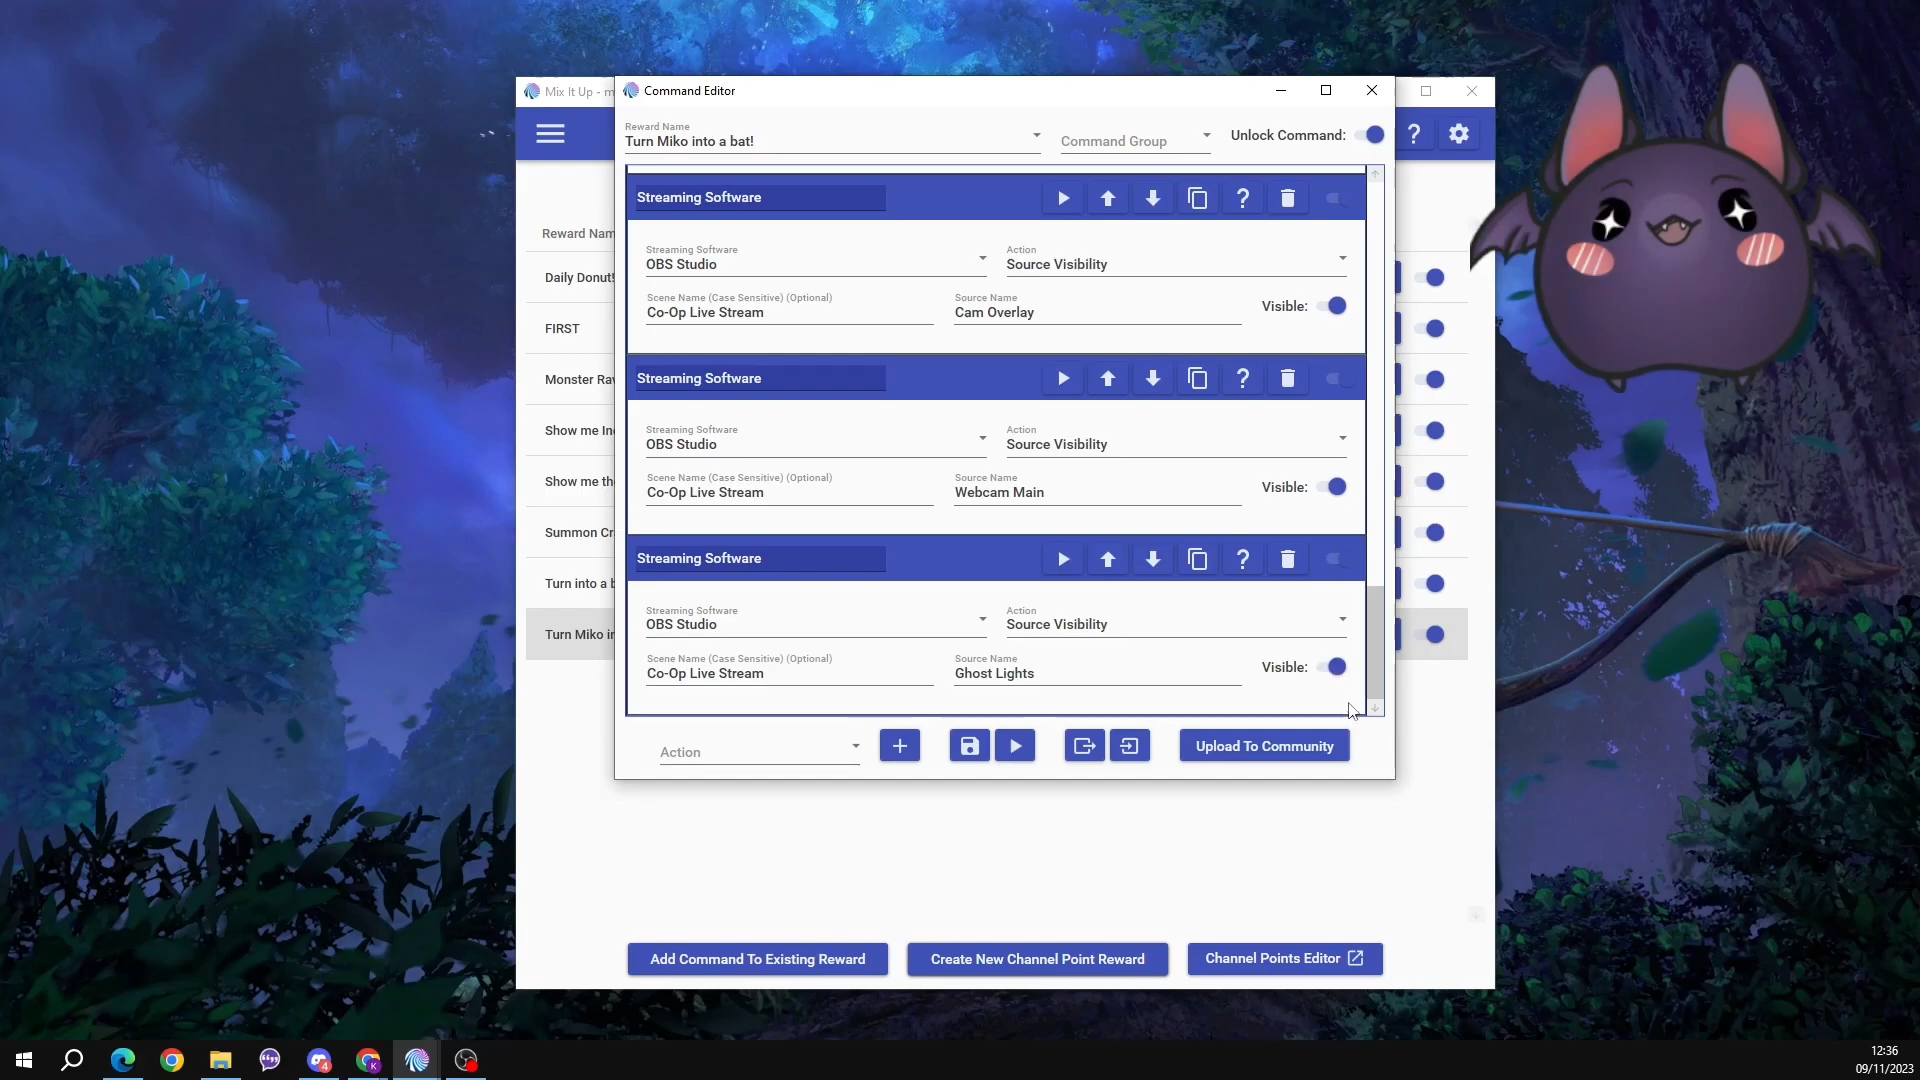 Mix It Up - m
Command Editor
Reward Name
Turn Miko into a bat!
Command Group
Unlock Command:
?
Streaming Software
?
Streaming Software
OBS Studio
Action
Source Visibility
Scene Name (Case Sensitive) (Optional)
Co-Op Live Stream
Source Name
Cam Overlay
Visible:
Streaming Software
?
Streaming Software
OBS Studio
Action
Source Visibility
Scene Name (Case Sensitive) (Optional)
Co-Op Live Stream
Source Name
Webcam Main
Visible:
Streaming Software
?
Streaming Software
OBS Studio
Action
Source Visibility
Scene Name (Case Sensitive) (Optional)
Co-Op Live Stream
Source Name
Ghost Lights
Visible:
Action
Upload To Community
Reward Nam
Daily Donut!
FIRST
Monster Ra
Show me In
Show me th
Summon Cr
Turn into a b
Turn Miko in
Add Command To Existing Reward
Create New Channel Point Reward
Channel Points Editor
4
K
12:36
09/11/2023